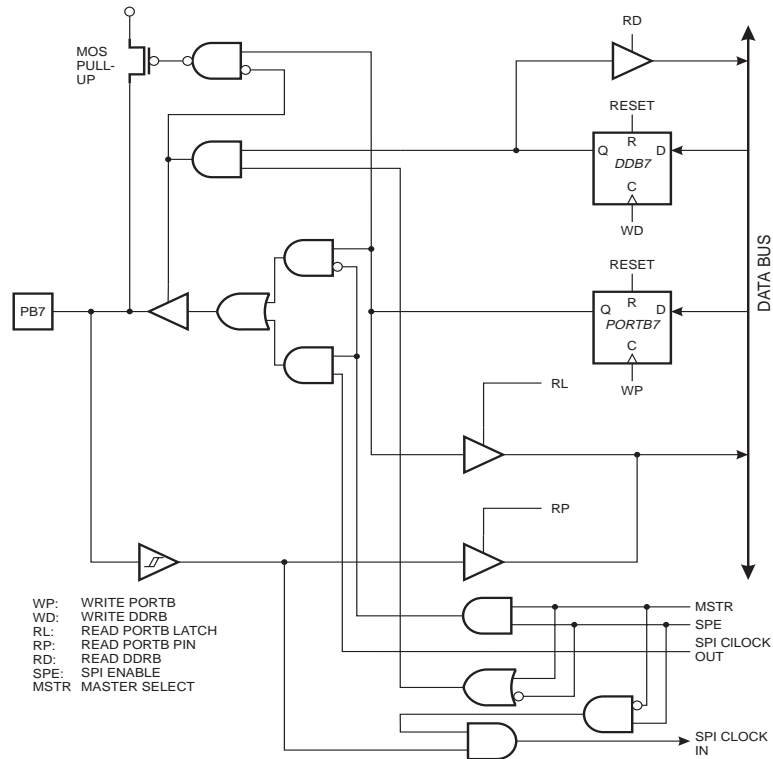 RD
MOS
PULL-
UP
RESET
R
Q D
DDB7
C
WD
RESET
R
Q D
PORTB7
C
WP
PB7
DATA BUS
RL
RP
WP: WRITE PORTB
WD: WRITE DDRB
RL: READ PORTB LATCH
RP: READ PORTB PIN
RD: READ DDRB
SPE: SPI ENABLE
MSTR MASTER SELECT
MSTR
SPE
SPI CILOCK
OUT
SPI CLOCK
IN